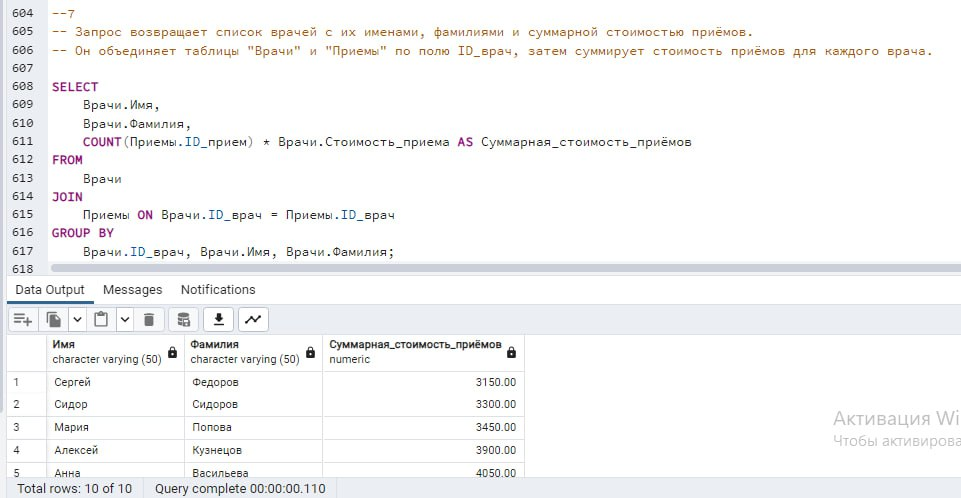 604 --7
605 -- Запрос возвращает список врачей с их именами, фамилиями и суммарной стоимостью приёмов.
606 -- Он объединяет таблицы "Врачи" и "Приемы" по полю ID_врач, затем суммирует стоимость приёмов для каждого врача.
607
608 SELECT
609 Врачи.Имя,
610 Врачи.Фамилия,
611 COUNT(Приемы.ID_прием) * Врачи.Стоимость_приема AS Суммарная_стоимость_приёмов
612 FROM
613 Врачи
614 JOIN
615 Приемы ON Врачи.ID_врач = Приемы.ID_врач
616 GROUP BY
617 Врачи.ID_врач, Врачи.Имя, Врачи.Фамилия;
618
Data Output Messages Notifications
Имя Фамилия Суммарная_стоимость_приёмов
character varying (50) character varying (50) numeric
1 Сергей Федоров 3150.00
2 Сидор Сидоров 3300.00
3 Мария Попова 3450.00
4 Алексей Кузнецов 3900.00
5 Анна Васильева 4050.00
Активация Wi
Чтобы активирова
Total rows: 10 of 10 Query complete 00:00:00.110